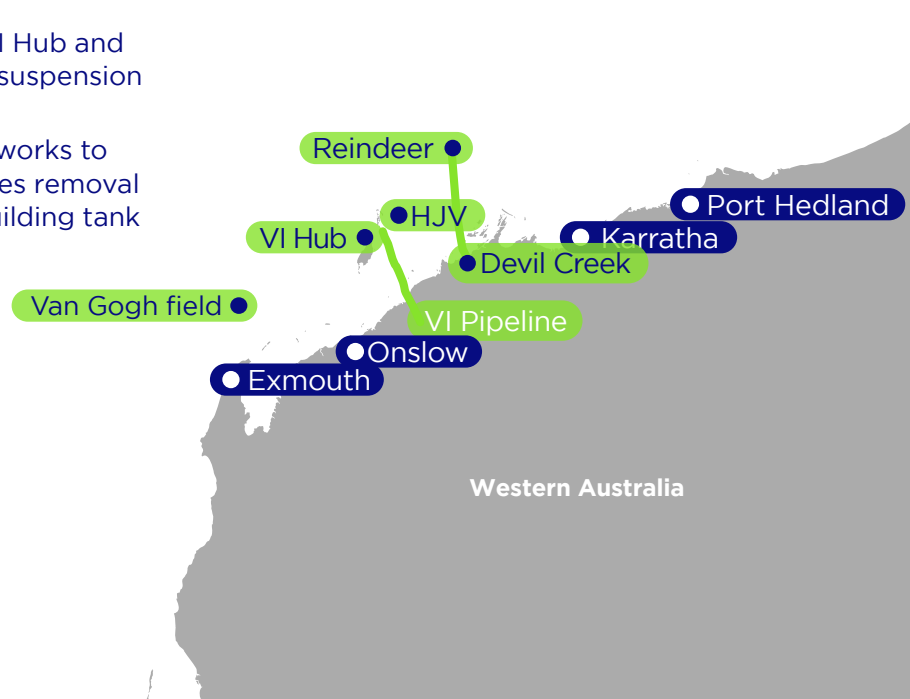 Hub and
suspension
works to
es removal
uilding tank
Reindeer
HJV
VI Hub
Port Hedland
Karratha
Devil Creek
Van Gogh field
VI Pipeline
Onslow
Exmouth
Western Australia